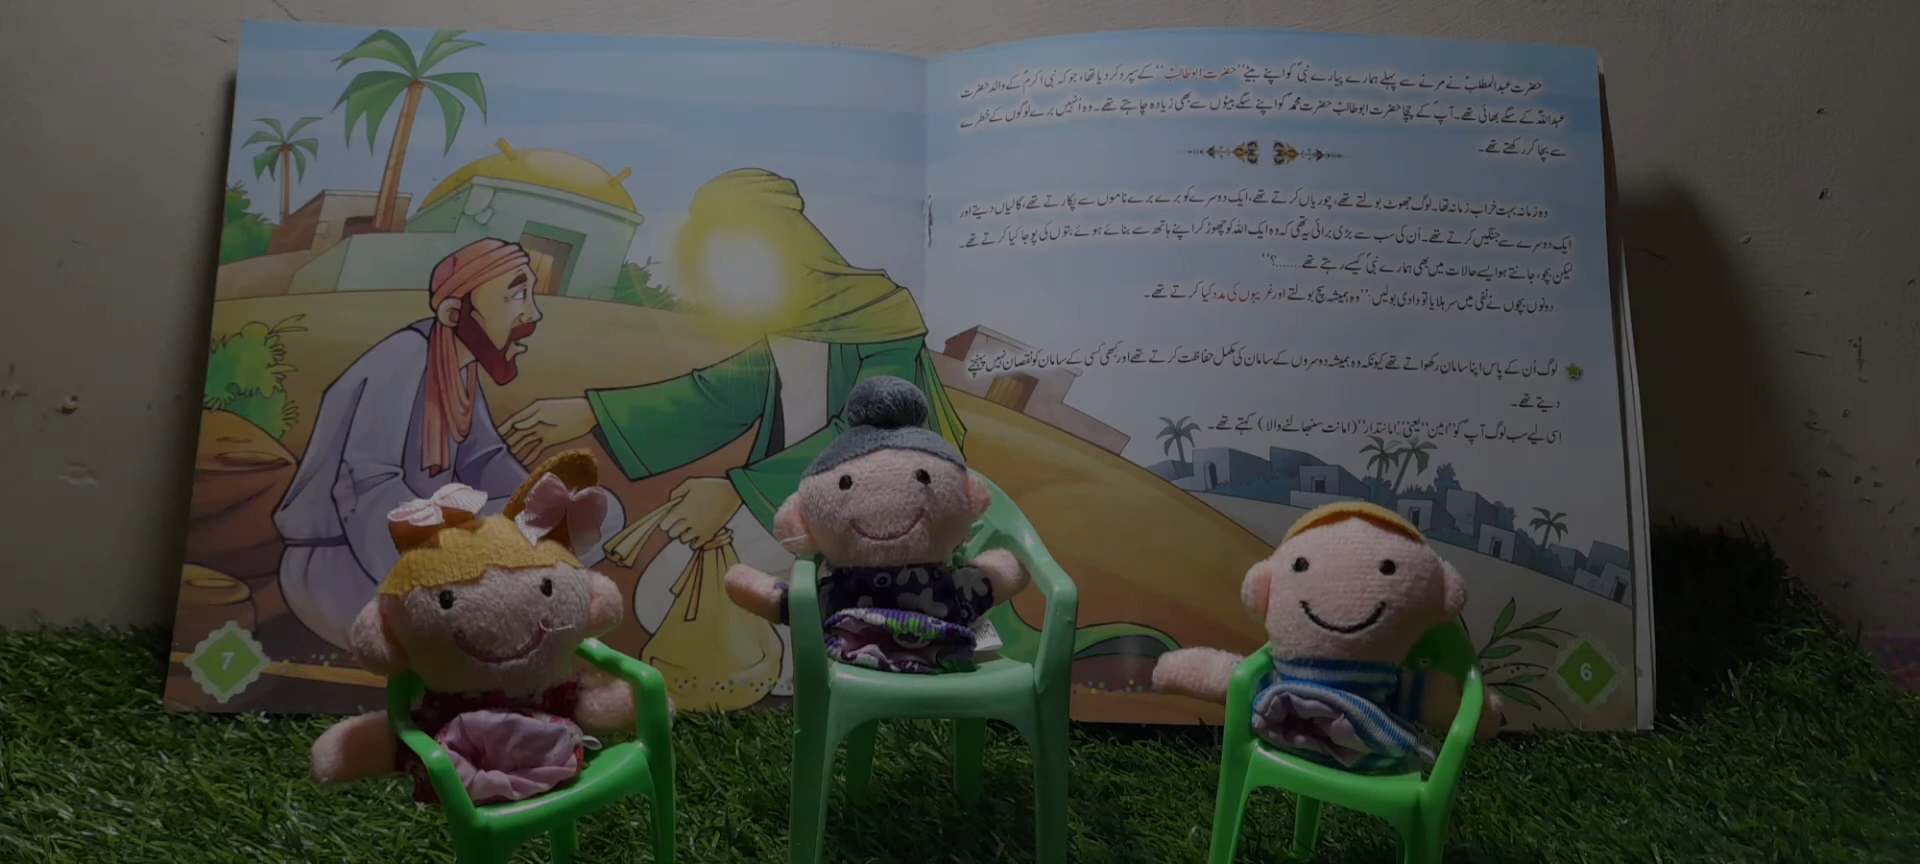 حضرت عبدالمطلبؑ نے مرنے سے پہلے ہمارے پیارے نبیؐ کو اپنے بیٹے ”حضرت ابوطالبؑ“ کے سپرد کردیا تھا، جو کہ نبی اکرمؐ کے والد حضرت
عبداللہؑ کے سگے بھائی تھے۔ آپؐ کے چچا حضرت ابوطالبؑ حضرت محمدؐ کو اپنے سگے بیٹوں سے بھی زیادہ چاہتے تھے۔ وہ اُنہیں برے لوگوں کے خطرے
سے بچا کر رکھتے تھے۔
وہ زمانہ بہت خراب زمانہ تھا۔ لوگ جھوٹ بولتے تھے، چوریاں کرتے تھے، ایک دوسرے کو برے برے ناموں سے پکارتے تھے، گالیاں دیتے اور
ایک دوسرے سے جنگیں کرتے تھے۔ اُن کی سب سے بڑی برائی یہ تھی کہ وہ ایک اللہ کو چھوڑ کر اپنے ہاتھ سے بنائے ہوئے بتوں کی پوجا کیا کرتے تھے۔
لیکن بچو، جانتے ہو ایسے حالات میں بھی ہمارے نبیؐ کیسے رہتے تھے.......؟“
دونوں بچوں نے نفی میں سر ہلایا تو دادی بولیں: ”وہ ہمیشہ سچ بولتے اور غریبوں کی مدد کیا کرتے تھے۔
لوگ اُن کے پاس اپنا سامان رکھواتے تھے کیونکہ وہ ہمیشہ دوسروں کے سامان کی مکمل حفاظت کرتے تھے اور کبھی کسی کے سامان کو نقصان نہیں پہنچنے
دیتے تھے۔
اسی لیے سب لوگ آپؐ کو ”امین“ یعنی ”امانتدار“ (امانت سنبھالنے والا) کہتے تھے۔
6
7